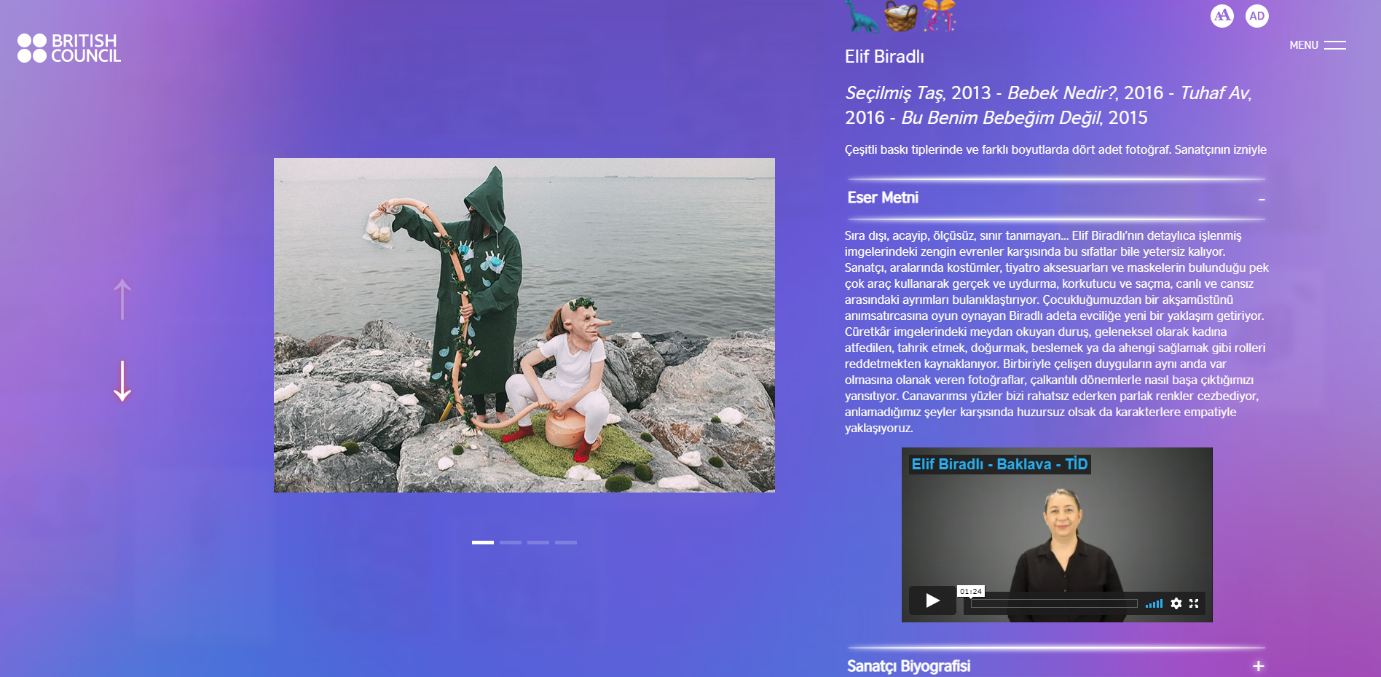 BRITISH
COUNCIL
AA
AD
MENU
Elif Biradlı
Seçilmiş Taş, 2013 - Bebek Nedir?, 2016 - Tuhaf Av,
2016 - Bu Benim Bebeğim Değil, 2015
Çeşitli baskı tiplerinde ve farklı boyutlarda dört adet fotoğraf. Sanatçının izniyle
Eser Metni
-
Sıra dışı, acayip, ölçüsüz, sınır tanımayan... Elif Biradlı'nın detaylıca işlenmiş
imgelerindeki zengin evrenler karşısında bu sıfatlar bile yetersiz kalıyor.
Sanatçı, aralarında kostümler, tiyatro aksesuarları ve maskelerin bulunduğu pek
çok araç kullanarak gerçek ve uydurma, korkutucu ve saçma, canlı ve cansız
arasındaki ayrımları bulanıklaştırıyor. Çocukluğumuzdan bir akşamüstünü
anımsatırcasına oyun oynayan Biradlı adeta evciliğe yeni bir yaklaşım getiriyor.
Cüretkâr imgelerindeki meydan okuyan duruş, geleneksel olarak kadına
atfedilen, tahrik etmek, doğurmak, beslemek ya da ahengi sağlamak gibi rolleri
reddetmekten kaynaklanıyor. Birbiriyle çelişen duyguların aynı anda var
olmasına olanak veren fotoğraflar, çalkantılı dönemlerle nasıl başa çıktığımızı
yansıtıyor. Canavarımsı yüzler bizi rahatsız ederken parlak renkler cezbediyor,
anlamadığımız şeyler karşısında huzursuz olsak da karakterlere empatiyle
yaklaşıyoruz.
Elif Biradlı - Baklava - TİD
01:24
Sanatçı Biyografisi
+